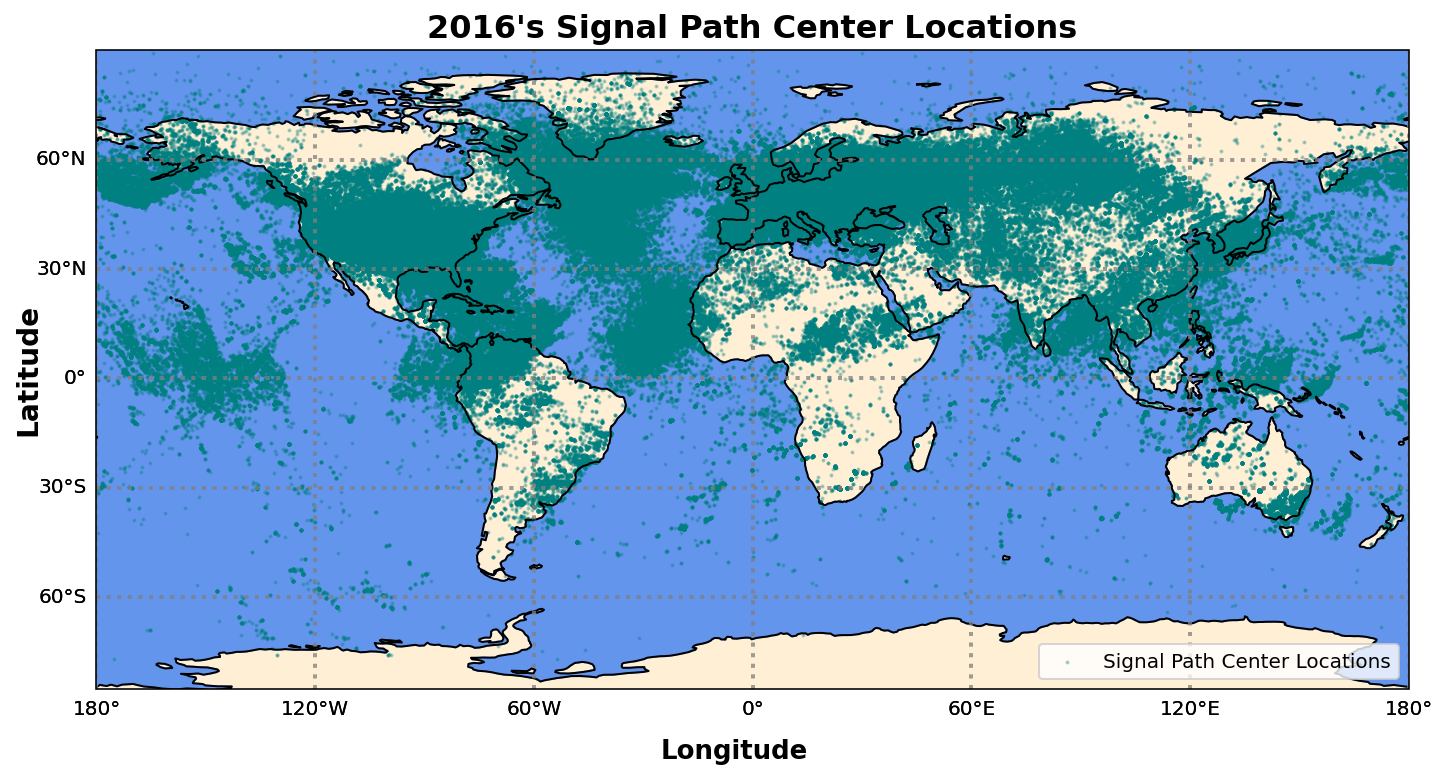 2016's Signal Path Center Locations
60°N
30°N
0°
30°S
60°S
Latitude
Signal Path Center Locations
180°
120°W
60°W
0°
60°E
120°E
180°
Longitude